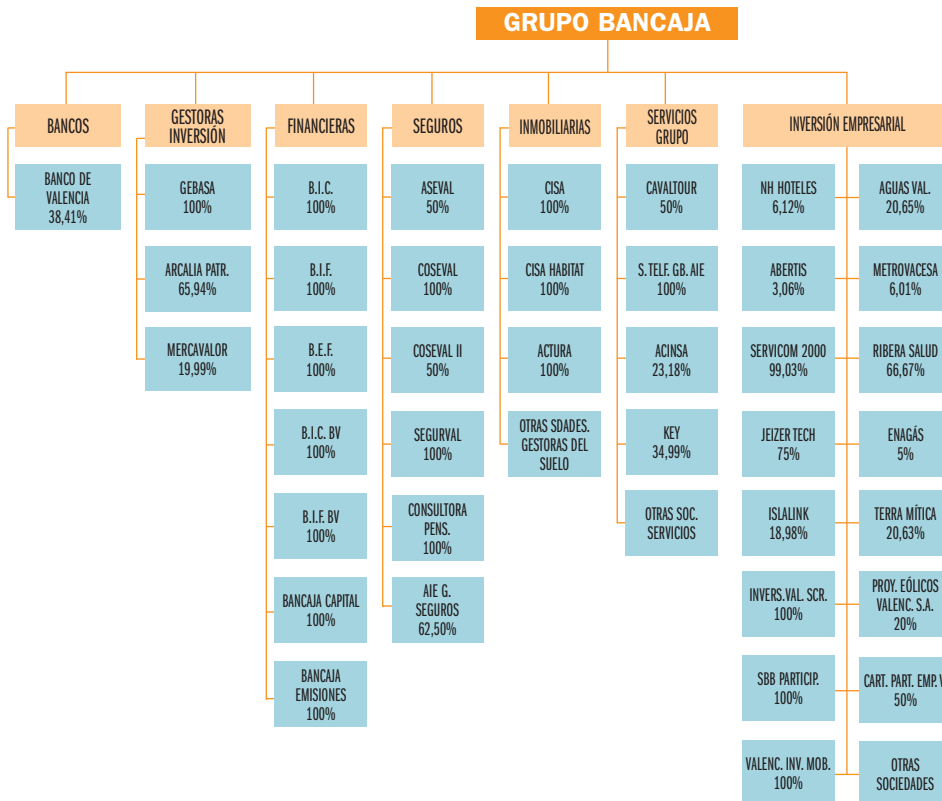 GRUPO BANCAJA
BANCOS
BANCO DE
VALENCIA
38,41%
GESTORAS
INVERSIÓN
GEBASA
100%
ARCALIA PATR.
65,94%
MERCAVALOR
19,99%
FINANCIERAS
B.I.C.
100%
B.I.F.
100%
B.E.F.
100%
B.I.C. BV
100%
B.I.F. BV
100%
BANCAJA CAPITAL
100%
BANCAJA
EMISIONES
100%
SEGUROS
ASEVAL
50%
COSEVAL
100%
COSEVAL II
50%
SEGURVAL
100%
CONSULTORA
PENS.
100%
AIE G.
SEGUROS
62,50%
INMOBILIARIAS
CISA
100%
CISA HABITAT
100%
ACTURA
100%
OTRAS SDADES.
GESTORAS DEL
SUELO
SERVICIOS
GRUPO
CAVALTOUR
50%
S. TELF. GB. AIE
100%
ACINSA
23,18%
KEY
34,99%
OTRAS SOC.
SERVICIOS
INVERSIÓN EMPRESARIAL
NH HOTELES
6,12%
ABERTIS
3,06%
SERVICOM 2000
99,03%
JEIZER TECH
75%
ISLALINK
18,98%
INVERS.VAL. SCR.
100%
SBB PARTICIP.
100%
VALENC. INV. MOB.
100%
AGUAS VAL.
20,65%
METROVACESA
6,01%
RIBERA SALUD
66,67%
ENAGÁS
5%
TERRA MÍTICA
20,63%
PROY. EÓLICOS
VALENC. S.A.
20%
CART. PART. EMP. V
50%
OTRAS
SOCIEDADES